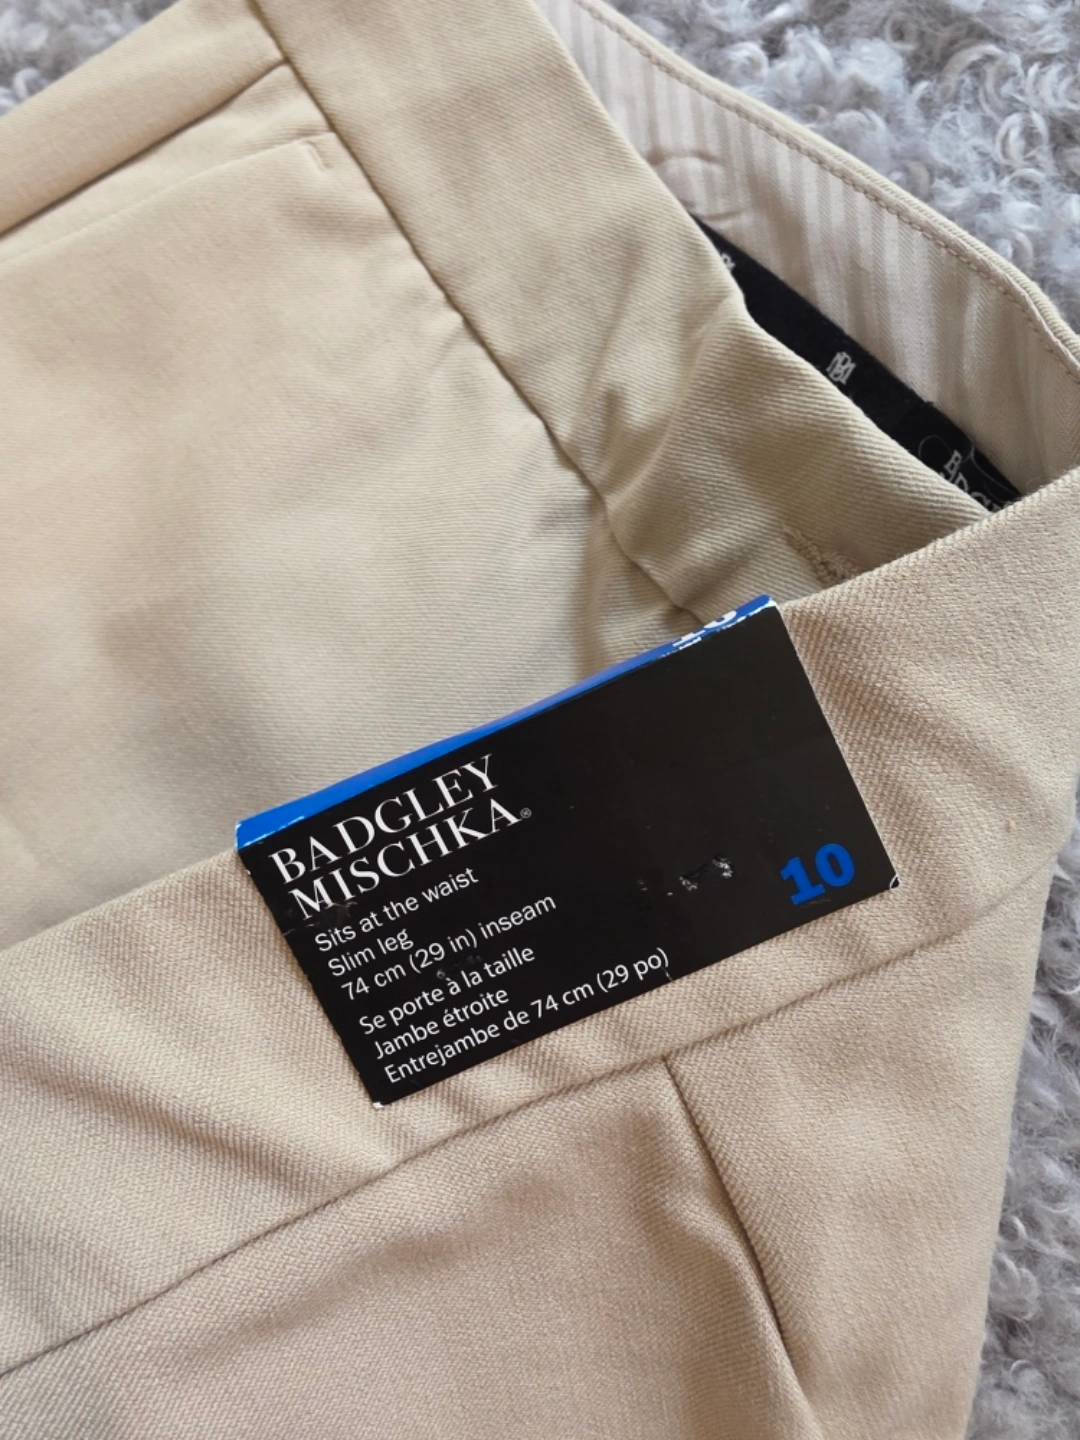 BADGLEY
MISCHKA®
Sits at the waist
Slim leg
74 cm (29 in) inseam
Se porte à la taille
Jambe étroite
Entrejambe de 74 cm (29 po)
10